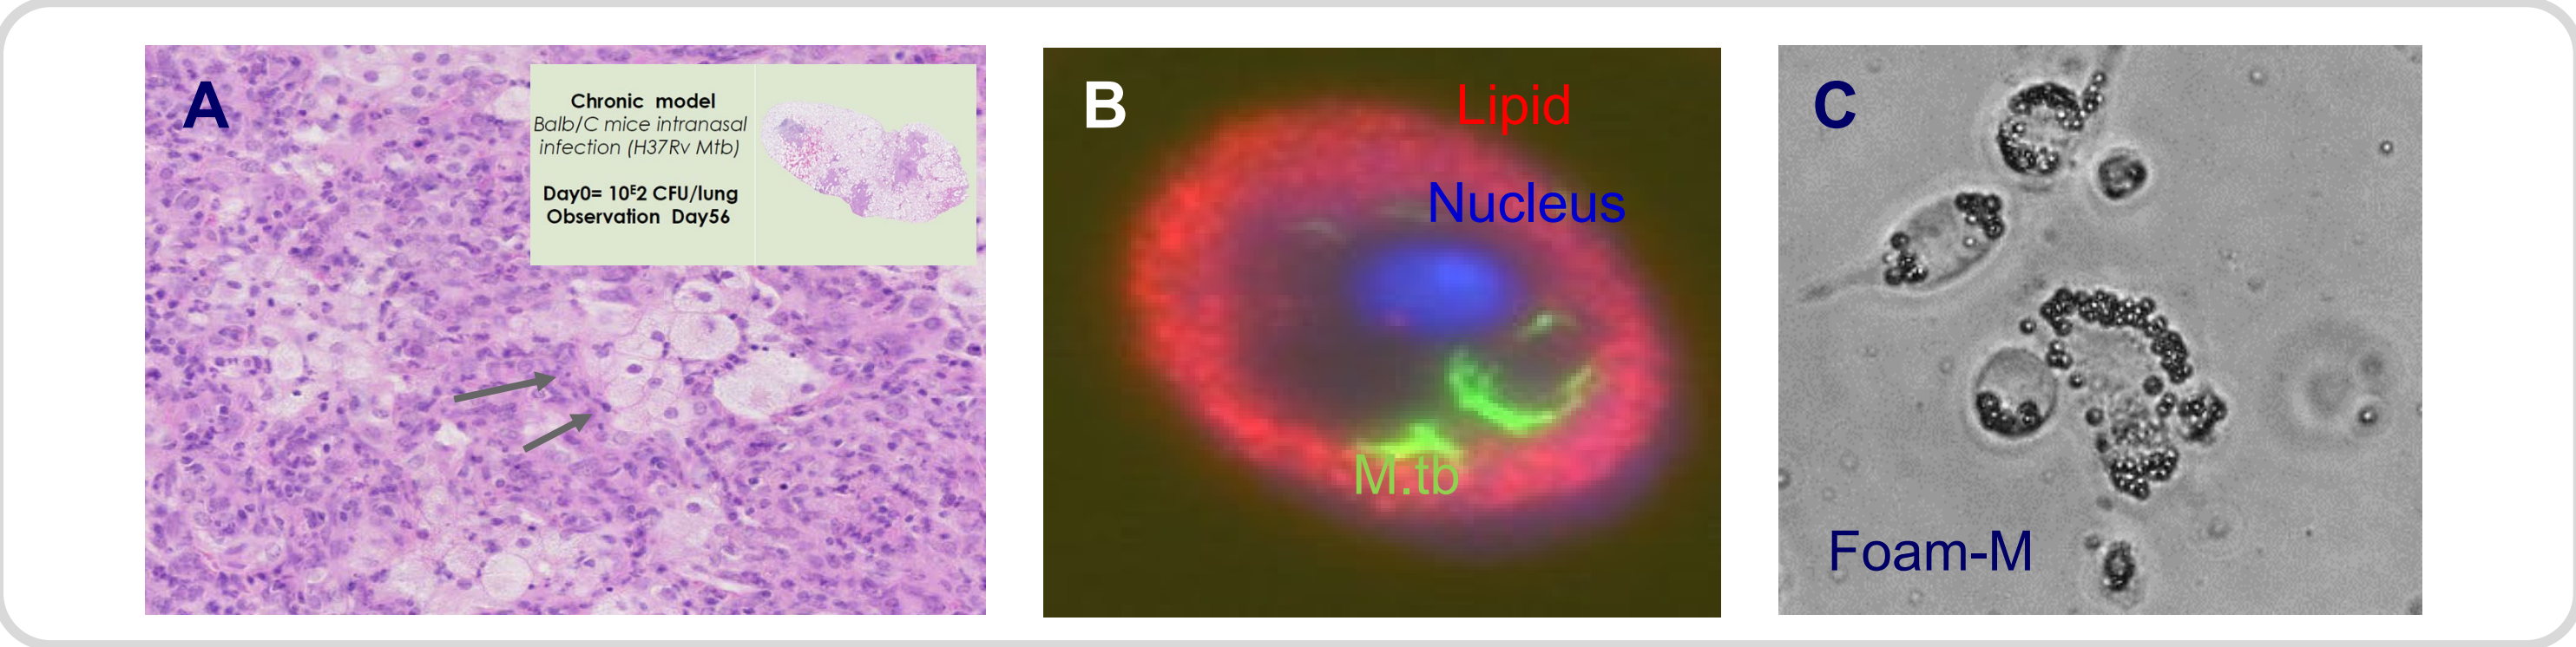 A
Chronic model
Balb/C mice intranasal
infection (H37Rv Mtb)
Day0= 10ᴱ2 CFU/lung
Observation Day56
B
Lipid
Nucleus
M.tb
C
Foam-M